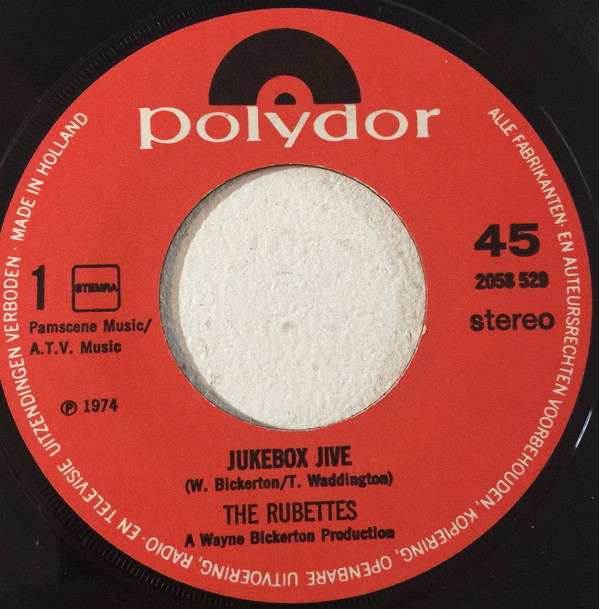 polydor
45
2058 529
stereo
1
STEMRA
Pamscene Music/
A.T.V. Music
℗ 1974
JUKEBOX JIVE
(W. Bickerton/T. Waddington)
THE RUBETTES
A Wayne Bickerton Production
ALLE FABRIKANTEN- EN AUTEURSRECHTEN VOORBEHOUDEN, KOPIERING, OPENBARE UITVOERING, RADIO- EN TELEVISIE UITZENDINGEN VERBODEN · MADE IN HOLLAND